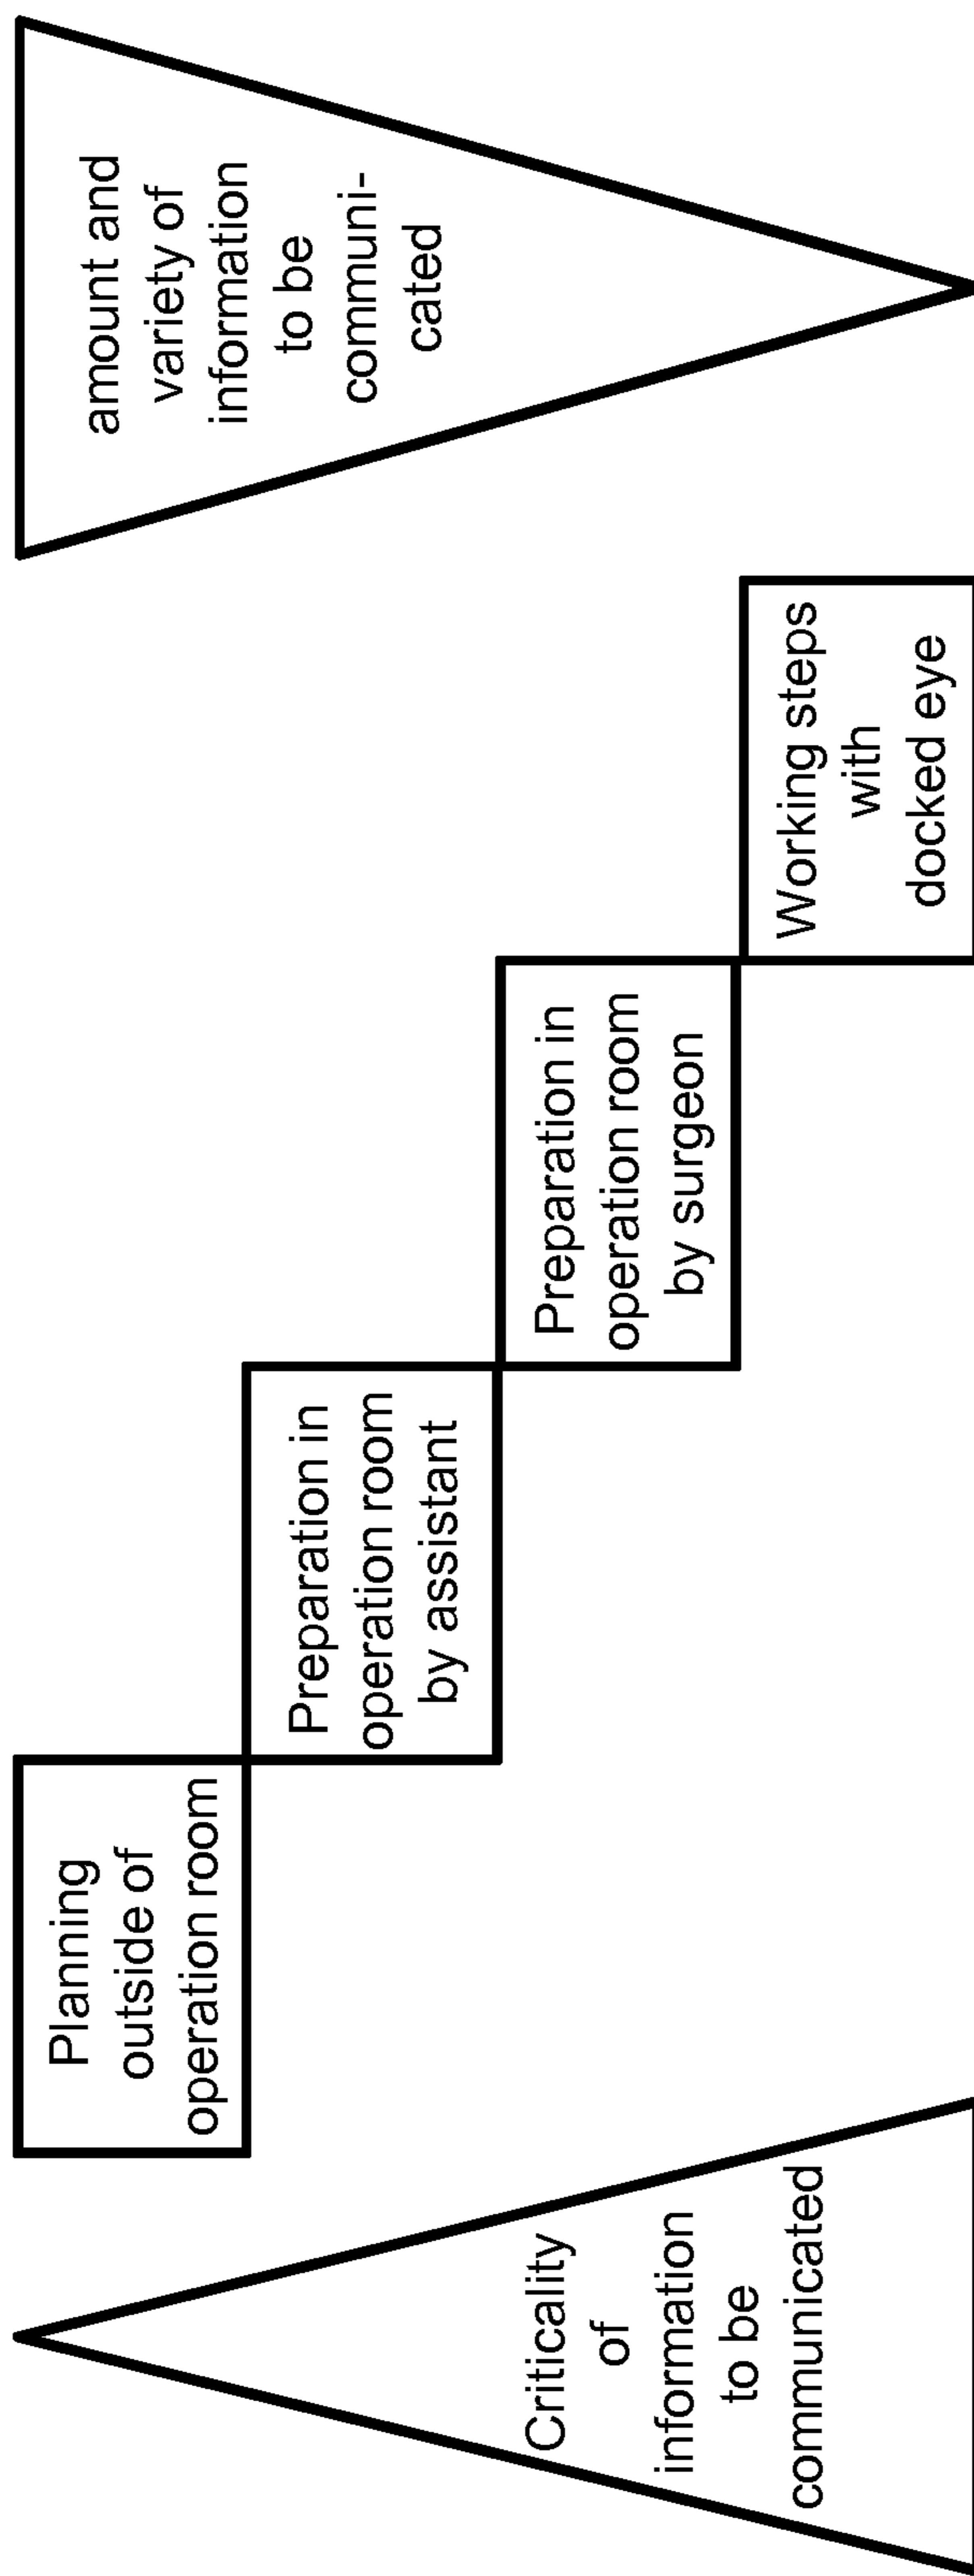 Criticality
of
information
to be
communicated
Planning
outside of
operation room
Preparation in
operation room
by assistant
Preparation in
operation room
by surgeon
Working steps
with
docked eye
amount and
variety of
information
to be
communi-
cated